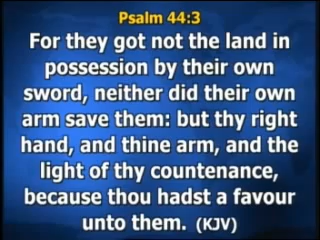 Psalm 44:3
For they got not the land in
possession by their own
sword, neither did their own
arm save them: but thy right
hand, and thine arm, and the
light of thy countenance,
because thou hadst a favour
unto them. (KJV)